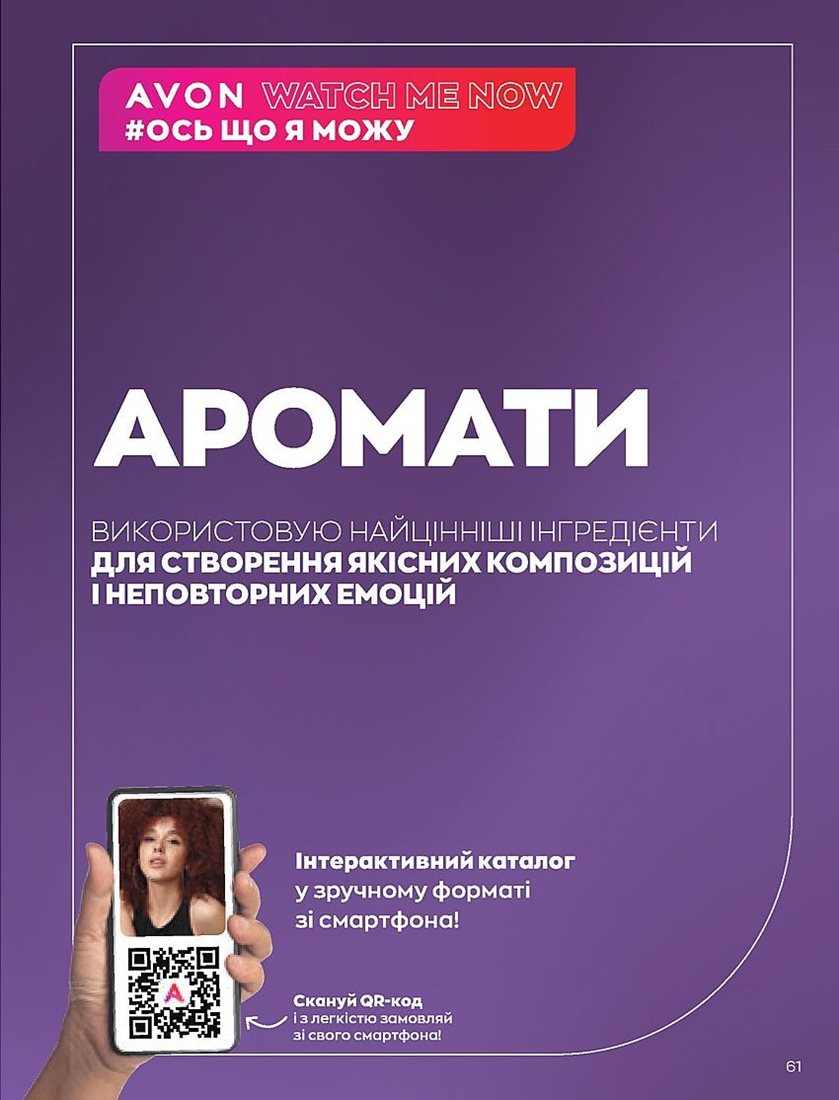 AVON WATCH ME NOW
#ОСЬ ЩО Я МОЖУ
АРОМАТИ
ВИКОРИСТОВУЮ НАЙЦІННІШІ ІНГРЕДІЄНТИ
ДЛЯ СТВОРЕННЯ ЯКІСНИХ КОМПОЗИЦІЙ
І НЕПОВТОРНИХ ЕМОЦІЙ
Інтерактивний каталог
у зручному форматі
зі смартфона!
Скануй QR-код
і з легкістю замовляй
зі свого смартфона!
61